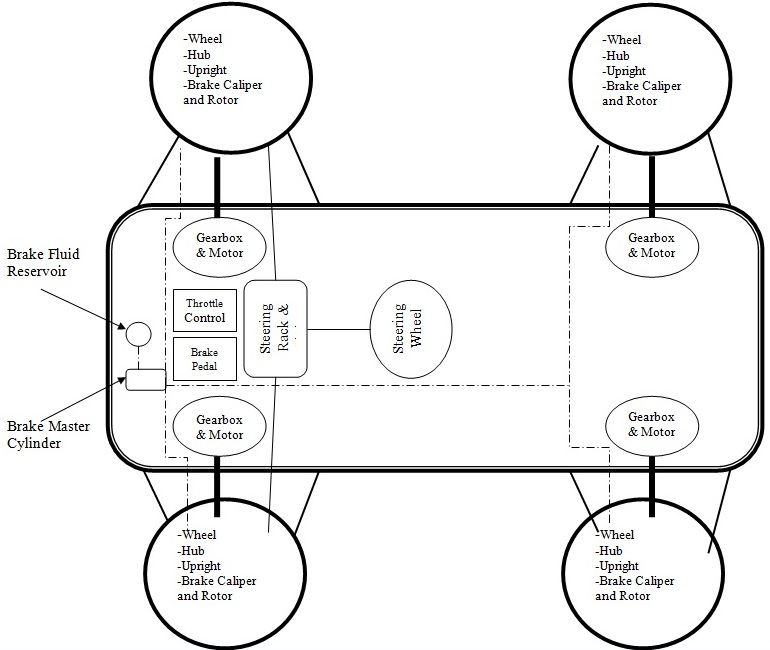 -Wheel
-Hub
-Upright
-Brake Caliper
and Rotor
-Wheel
-Hub
-Upright
-Brake Caliper
and Rotor
Gearbox
& Motor
Gearbox
& Motor
Brake Fluid
Reservoir
Throttle
Control
Steering
Rack &
Steering
Wheel
Brake
Pedal
Brake Master
Cylinder
Gearbox
& Motor
Gearbox
& Motor
-Wheel
-Hub
-Upright
-Brake Caliper
and Rotor
-Wheel
-Hub
-Upright
-Brake Caliper
and Rotor